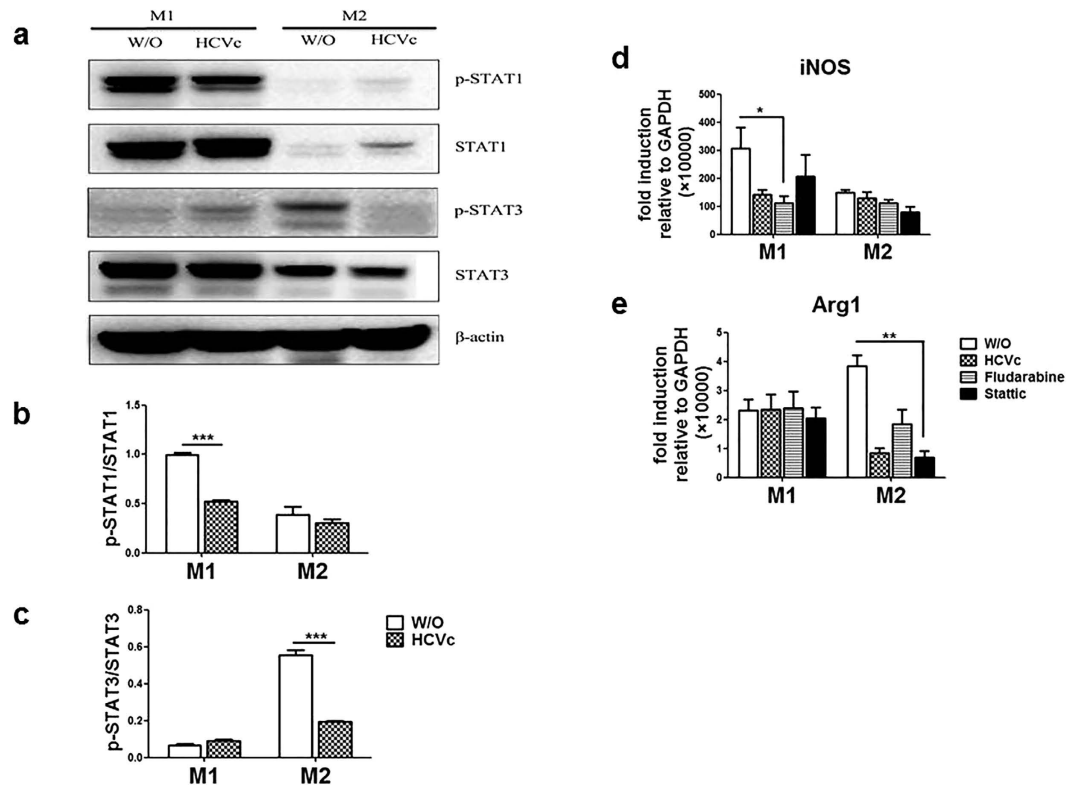 a
M1 M2
W/O HCVc W/O HCVc
p-STAT1
STAT1
p-STAT3
STAT3
β-actin
b
p-STAT1/STAT1
1.5
1.0
0.5
0.0
***
M1 M2
c
p-STAT3/STAT3
0.8
0.6
0.4
0.2
0.0
***
M1 M2
W/O
HCVc
d
iNOS
fold induction
relative to GAPDH
(×10000)
500
400
300
200
100
0
*
M1 M2
e
Arg1
fold induction
relative to GAPDH
(×10000)
5
4
3
2
1
0
**
M1 M2
W/O
HCVc
Fludarabine
Stattic